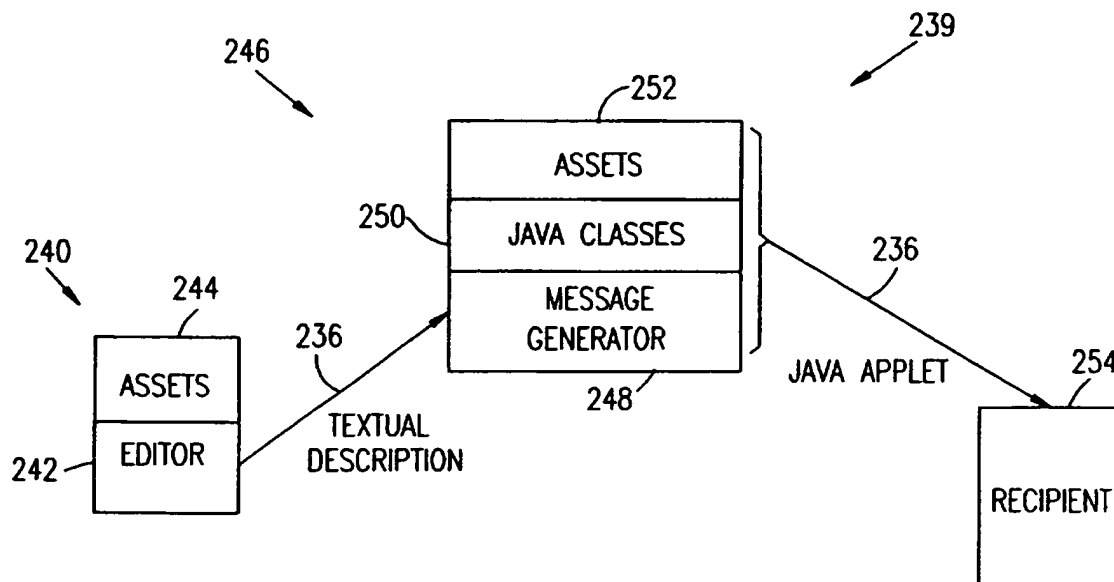 239
246
252
ASSETS
250
JAVA CLASSES
240
236
244
MESSAGE
GENERATOR
236
254
ASSETS
JAVA APPLET
248
TEXTUAL
DESCRIPTION
242
EDITOR
RECIPIENT